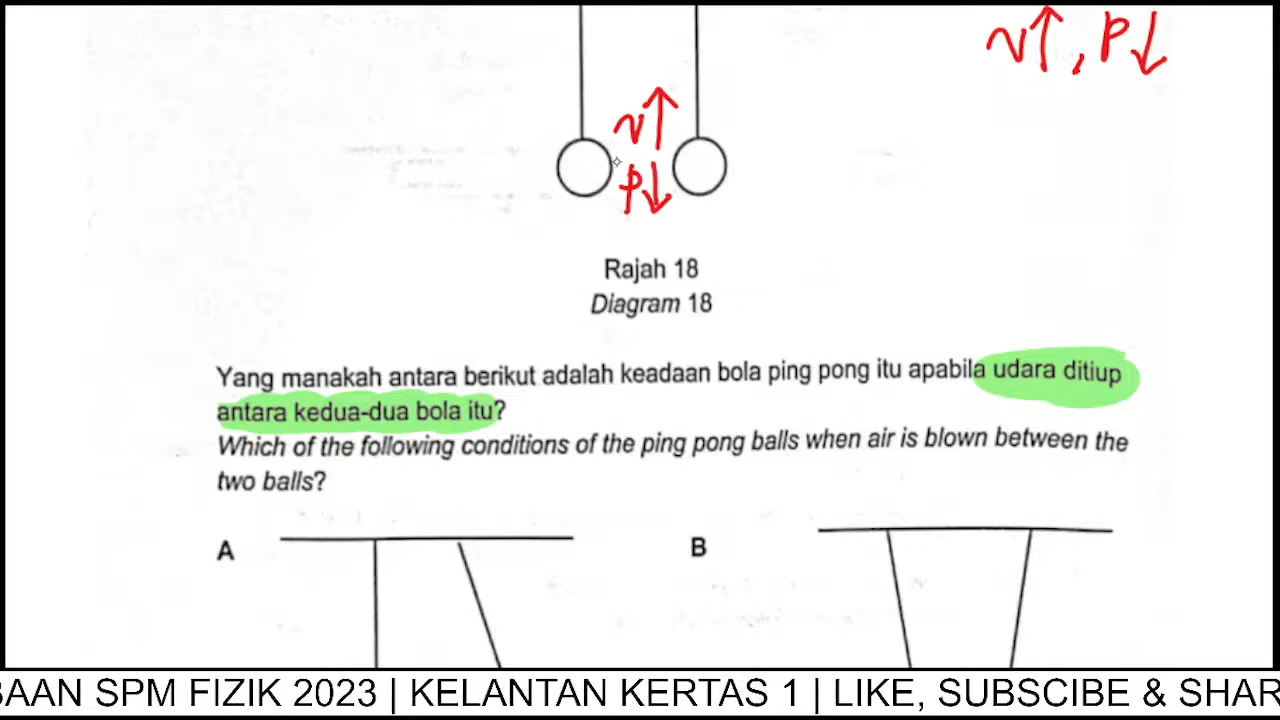 v↑, P↓
v↑
P↓
Rajah 18
Diagram 18
Yang manakah antara berikut adalah keadaan bola ping pong itu apabila udara ditiup
antara kedua-dua bola itu?
Which of the following conditions of the ping pong balls when air is blown between the
two balls?
A
B
BAAN SPM FIZIK 2023 | KELANTAN KERTAS 1 | LIKE, SUBSCIBE & SHAR